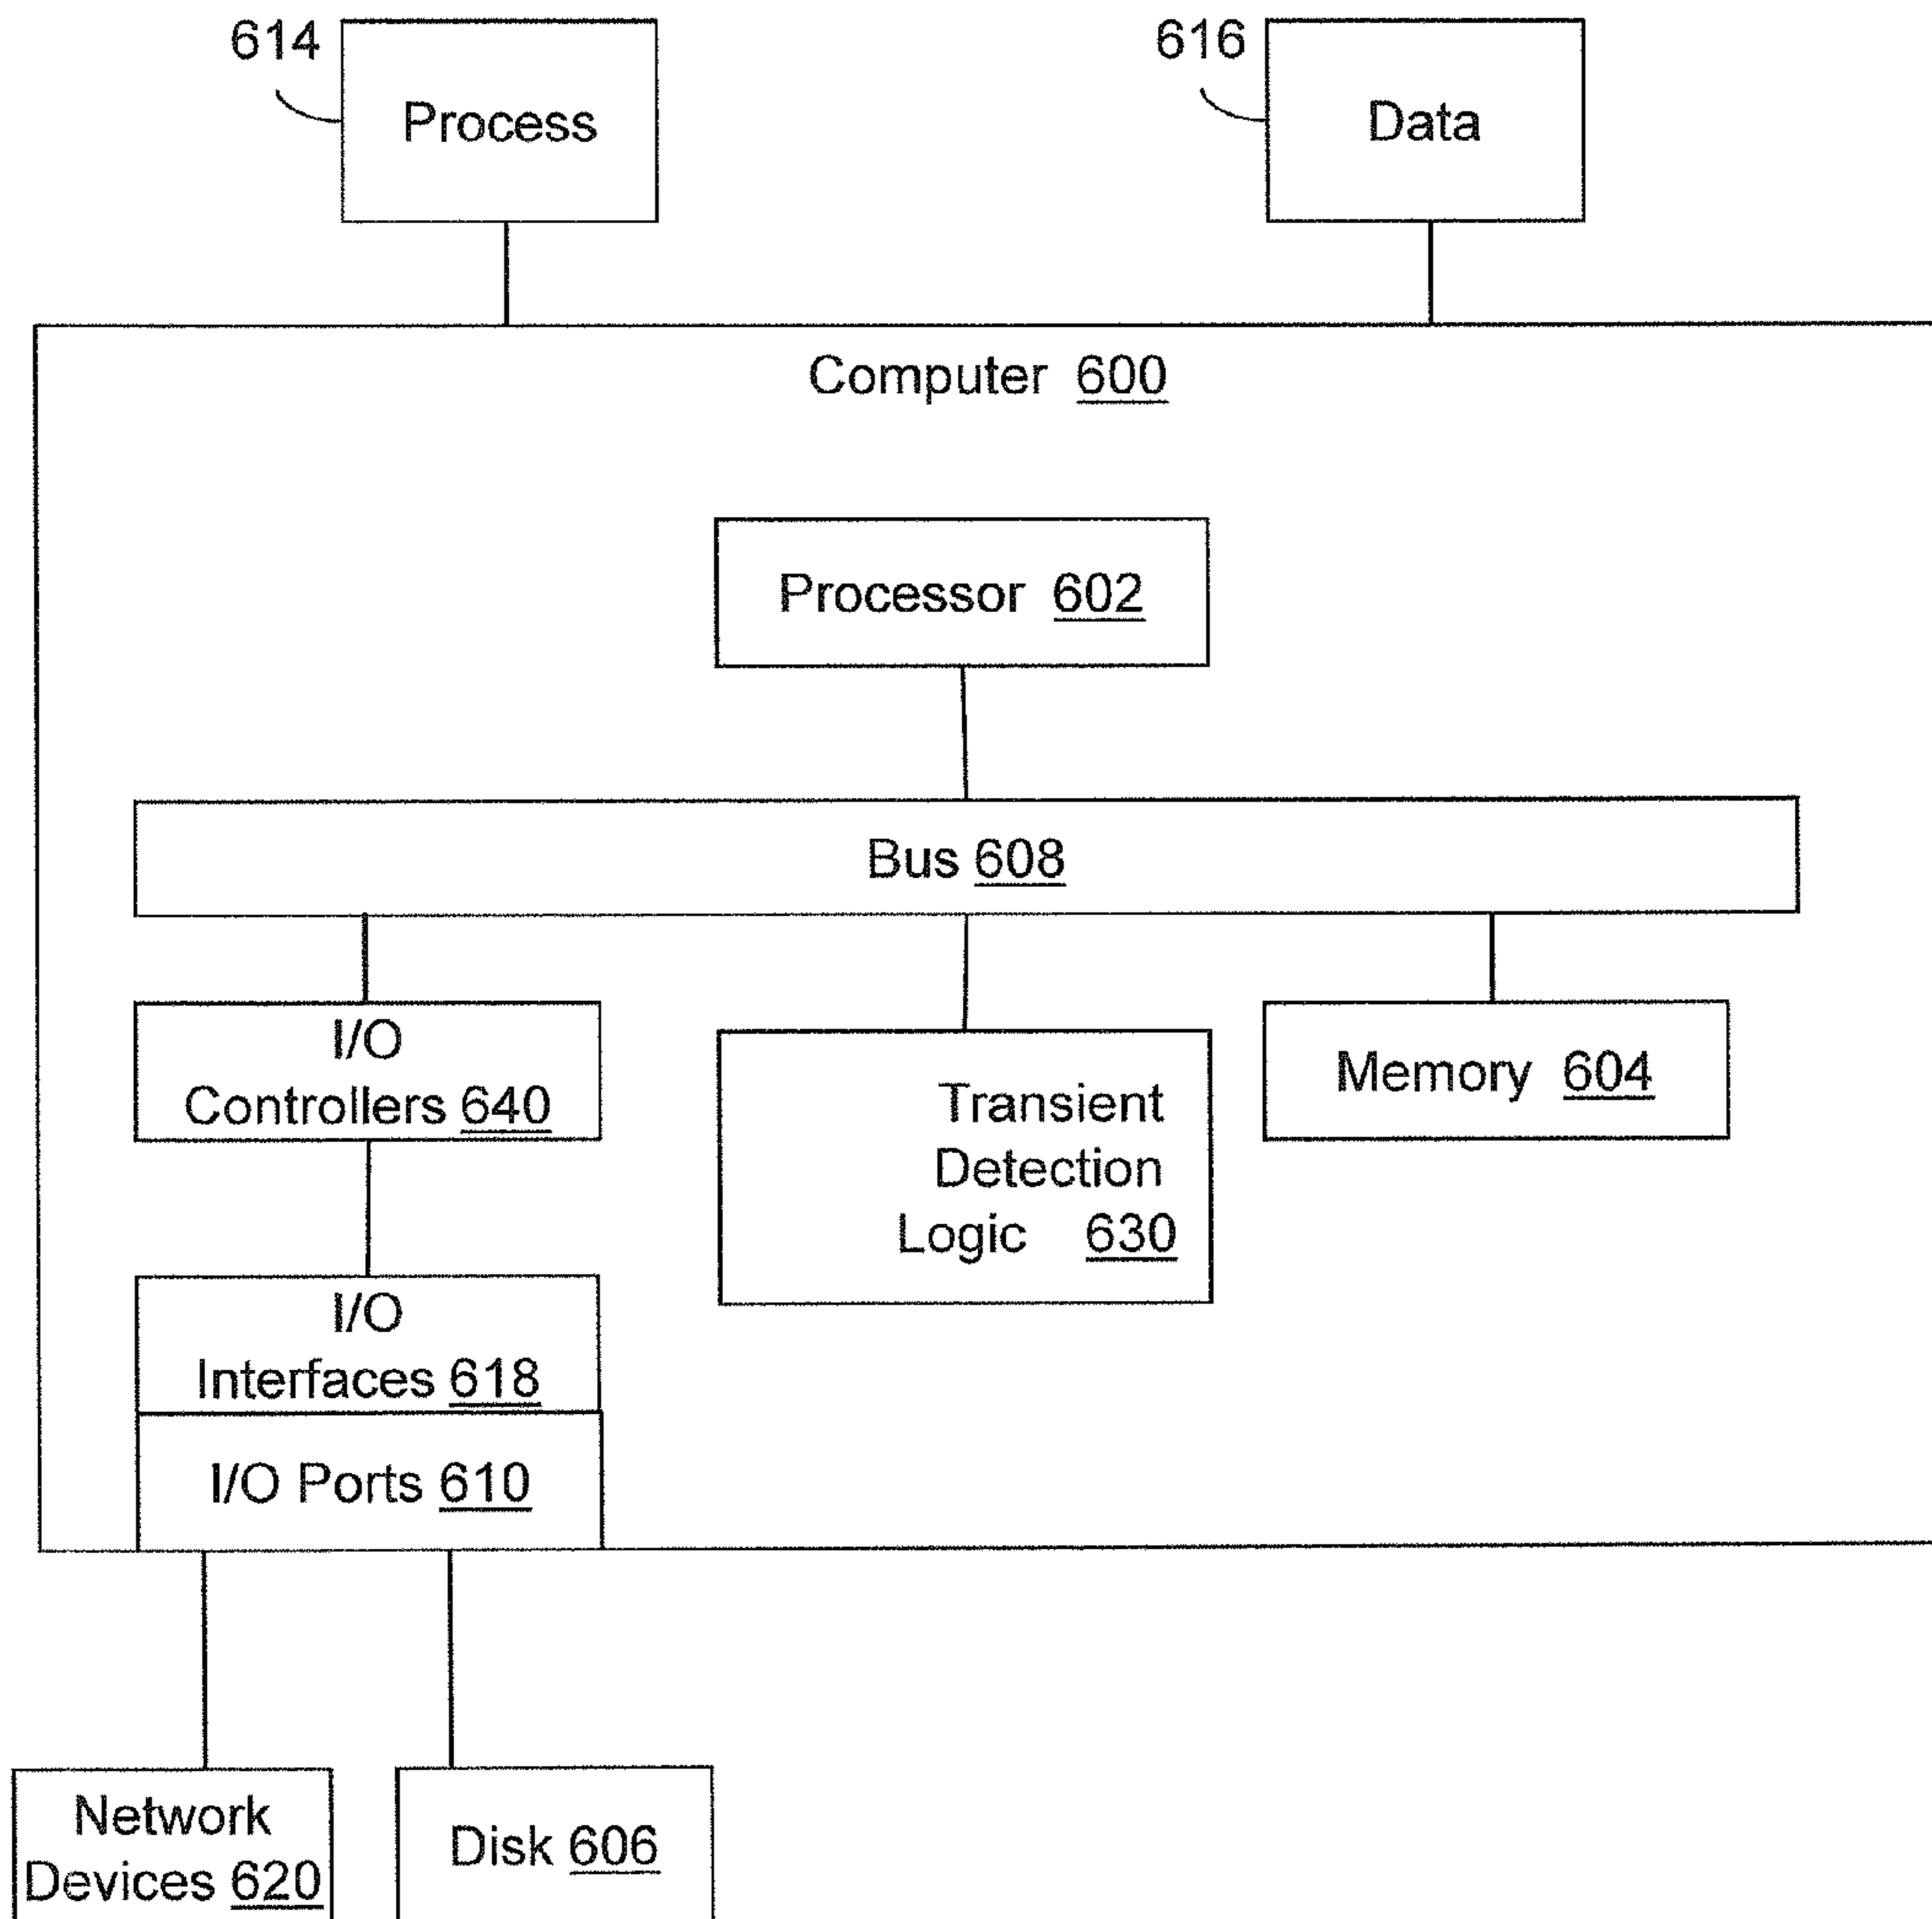 614
Process
616
Data
Computer 600
Processor 602
Bus 608
I/O
Controllers 640
Transient
Detection
Logic 630
Memory 604
I/O
Interfaces 618
I/O Ports 610
Network
Devices 620
Disk 606